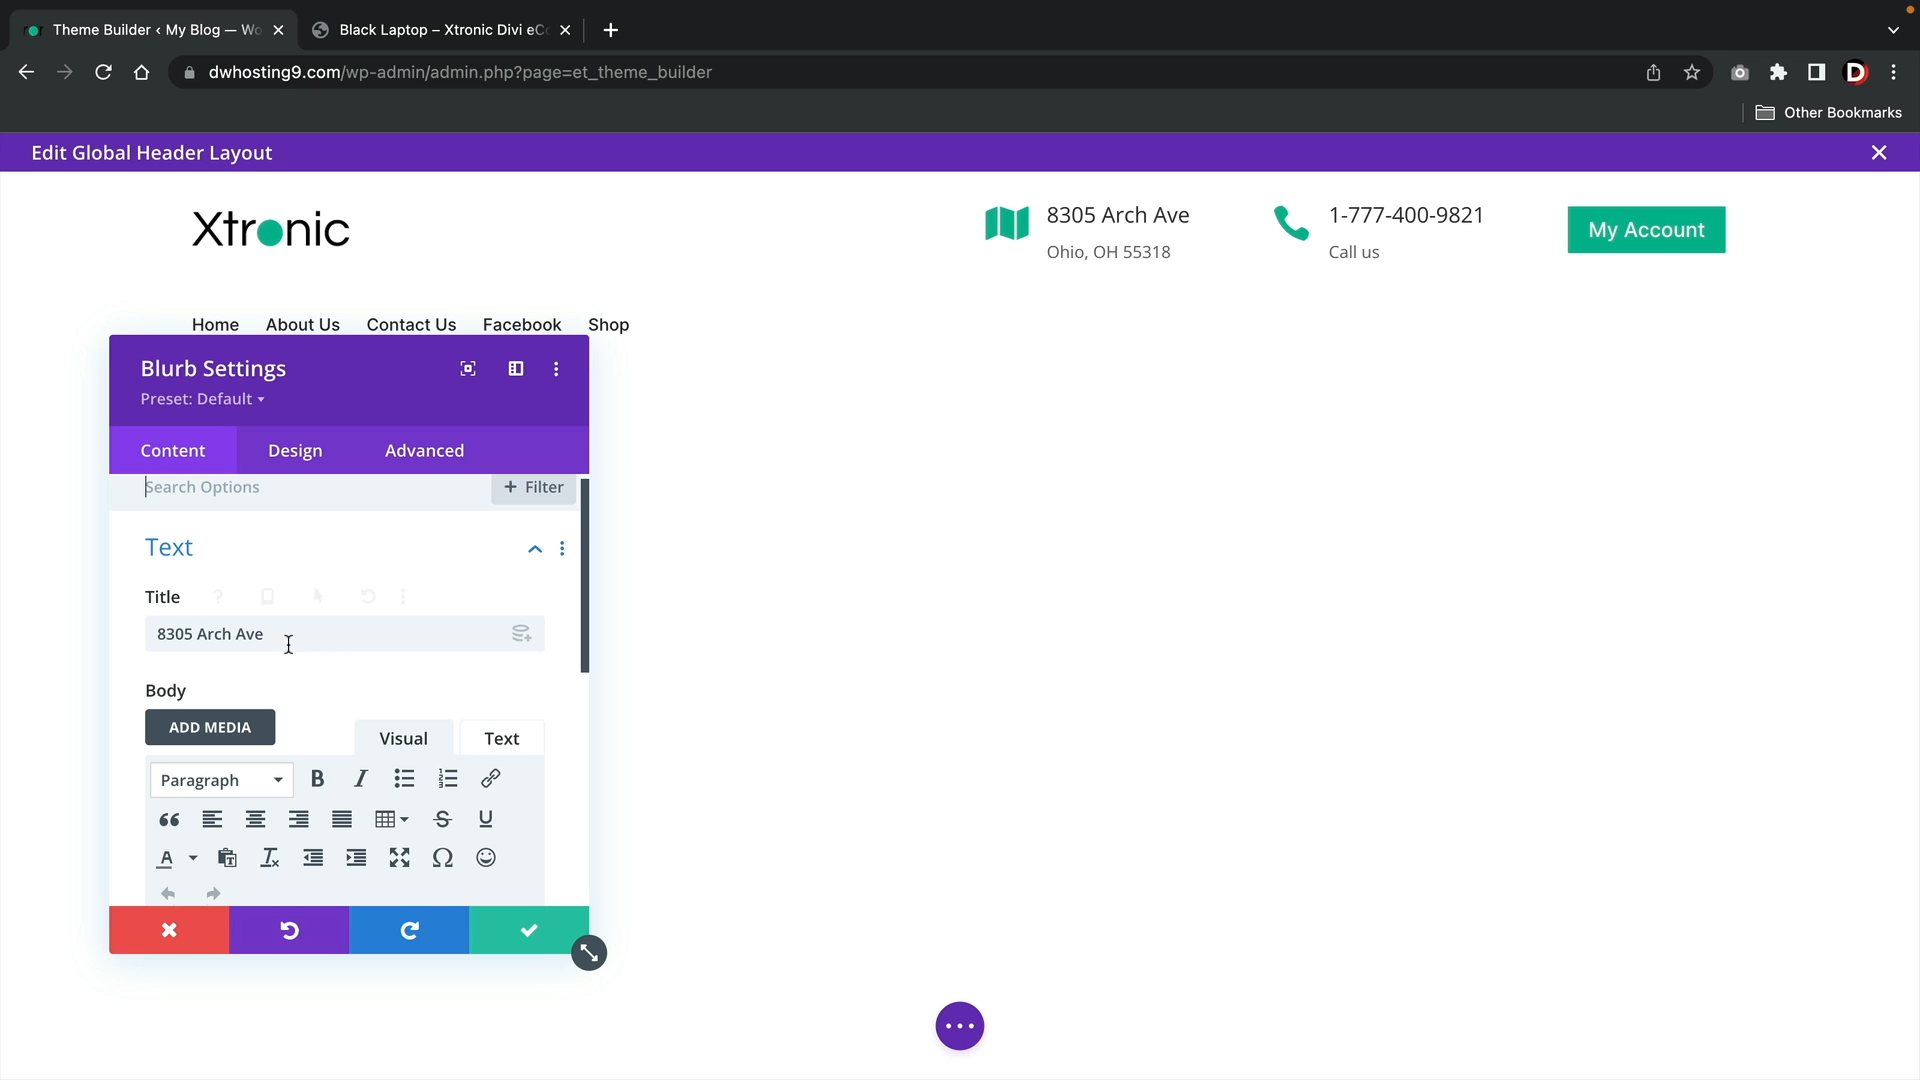 Theme Builder ‹ My Blog — Wo
Black Laptop – Xtronic Divi eCo
dwhosting9.com/wp-admin/admin.php?page=et_theme_builder
D
Other Bookmarks
Edit Global Header Layout
Xtronic
8305 Arch Ave
Ohio, OH 55318
1-777-400-9821
Call us
My Account
Home About Us Contact Us Facebook Shop
Blurb Settings
Preset: Default
Content Design Advanced
Search Options
+ Filter
Text
Title
8305 Arch Ave
Body
ADD MEDIA
Visual Text
Paragraph